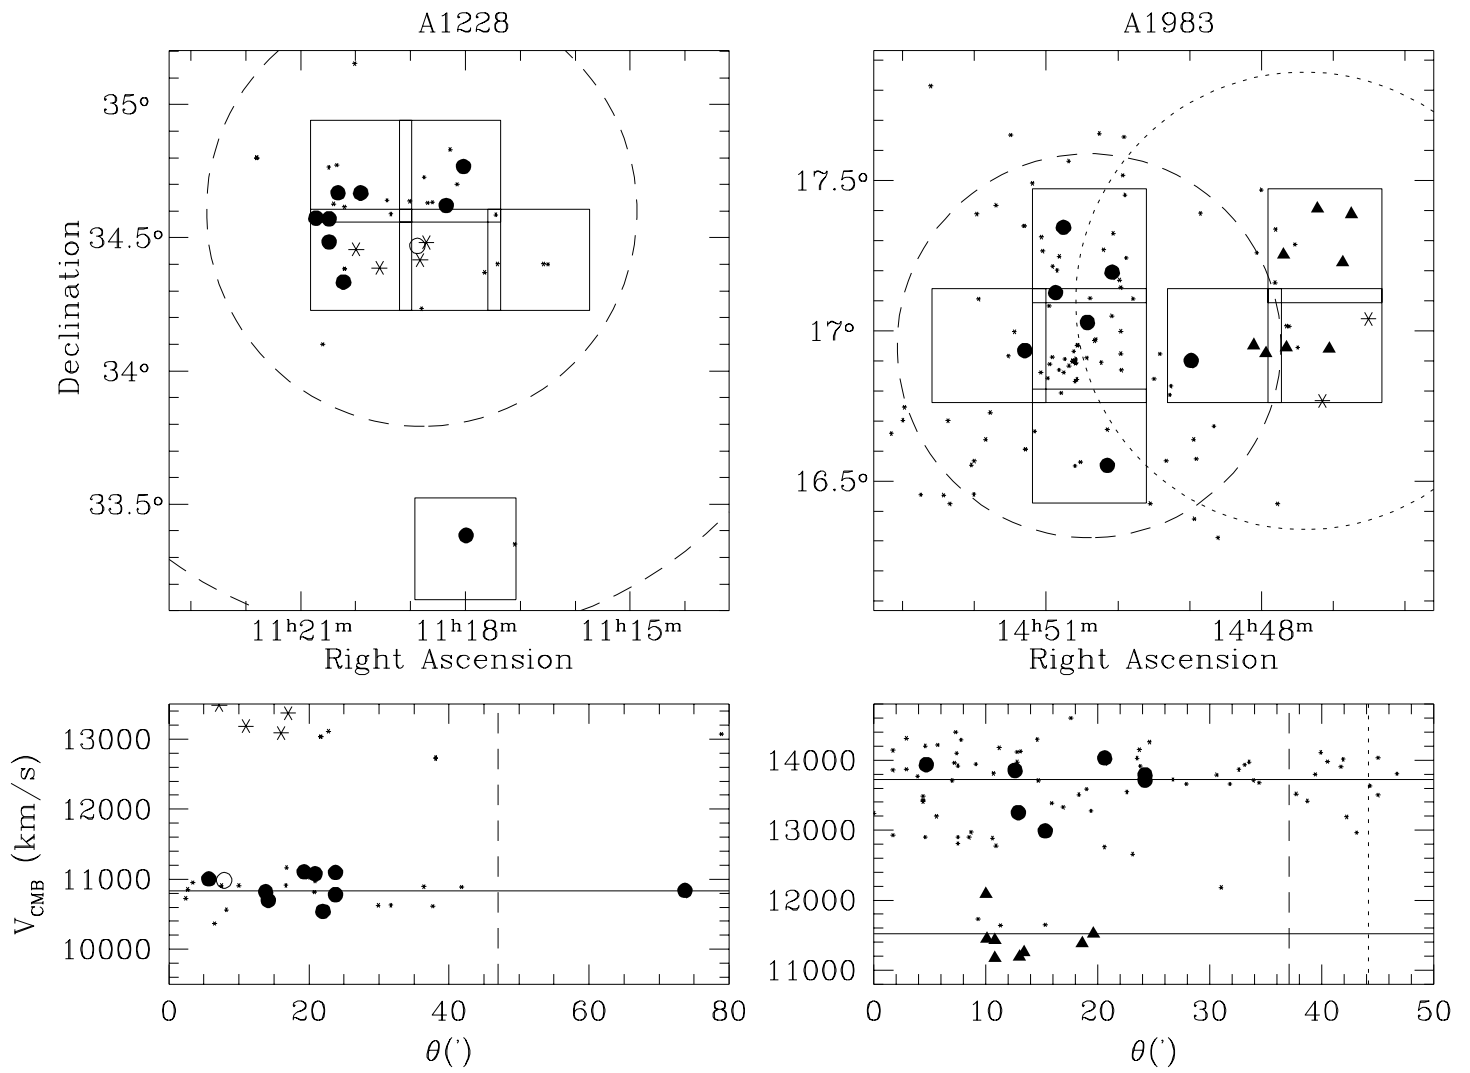 A1228
A1983
35°
34.5°
34°
33.5°
Declination
11ʰ21ᵐ
11ʰ18ᵐ
11ʰ15ᵐ
Right Ascension
17.5°
17°
16.5°
14ʰ51ᵐ
14ʰ48ᵐ
Right Ascension
13000
12000
11000
10000
V_CMB (km/s)
0
20
40
60
80
θ(')
14000
13000
12000
11000
0
10
20
30
40
50
θ(')